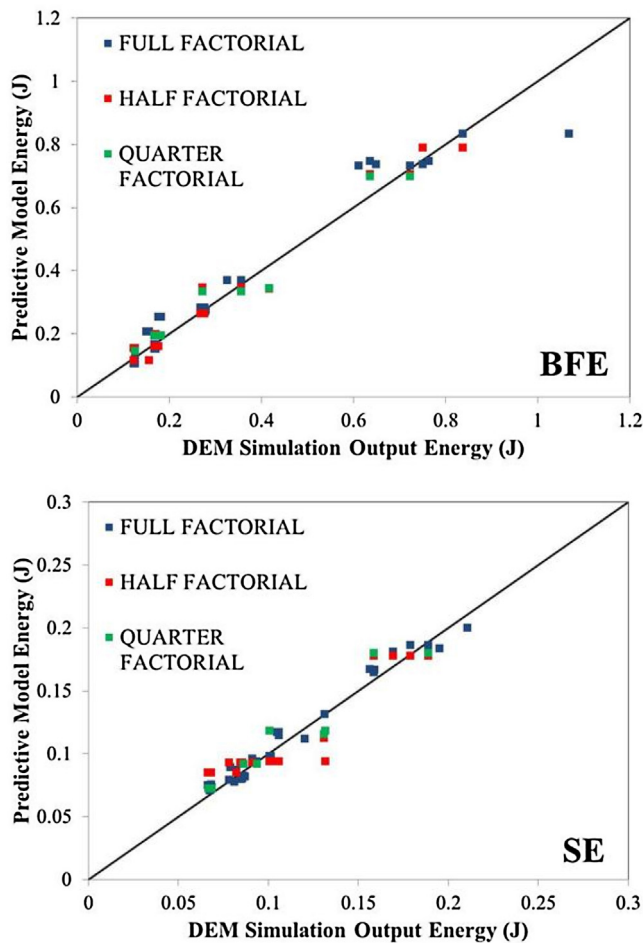 1.2
1
0.8
0.6
0.4
0.2
0
Predictive Model Energy (J)
FULL FACTORIAL
HALF FACTORIAL
QUARTER
FACTORIAL
BFE
0 0.2 0.4 0.6 0.8 1 1.2
DEM Simulation Output Energy (J)
0.3
0.25
0.2
0.15
0.1
0.05
0
Predictive Model Energy (J)
FULL FACTORIAL
HALF FACTORIAL
QUARTER
FACTORIAL
SE
0 0.05 0.1 0.15 0.2 0.25 0.3
DEM Simulation Output Energy (J)